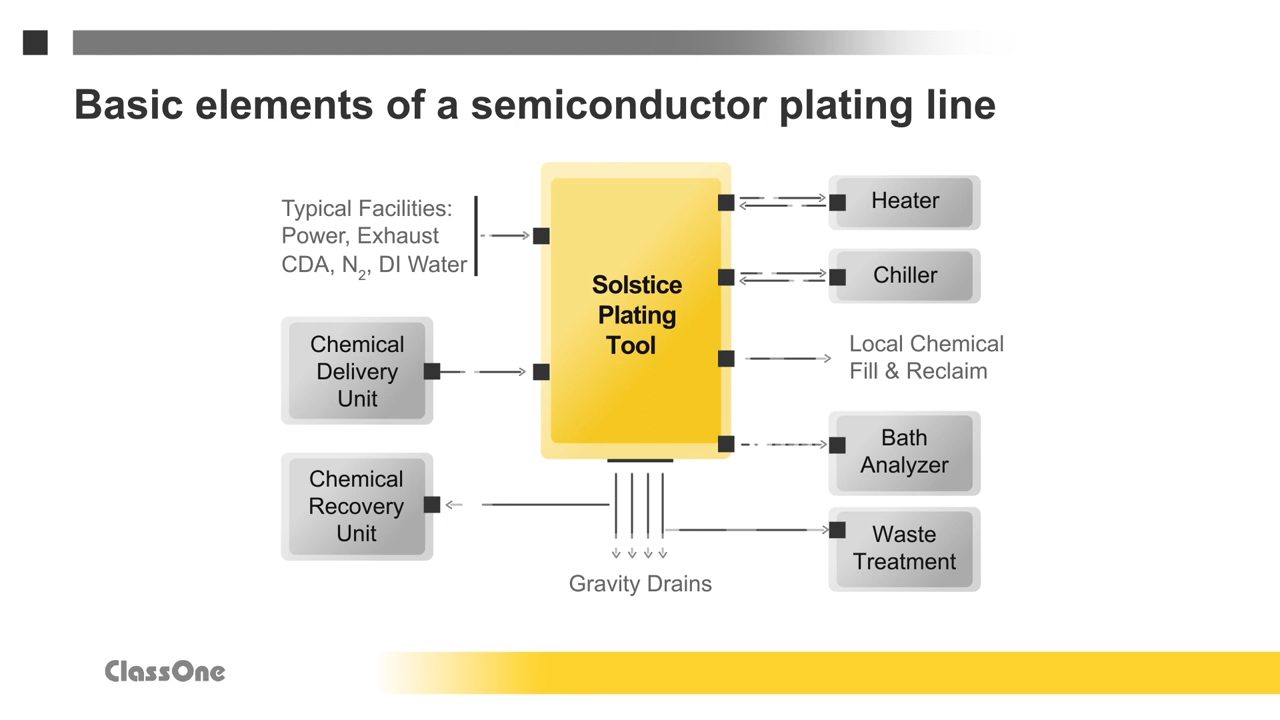 Basic elements of a semiconductor plating line
Typical Facilities:
Power, Exhaust
CDA, N2, DI Water
Chemical
Delivery
Unit
Chemical
Recovery
Unit
Solstice
Plating
Tool
Gravity Drains
Heater
Chiller
Local Chemical
Fill & Reclaim
Bath
Analyzer
Waste
Treatment
ClassOne